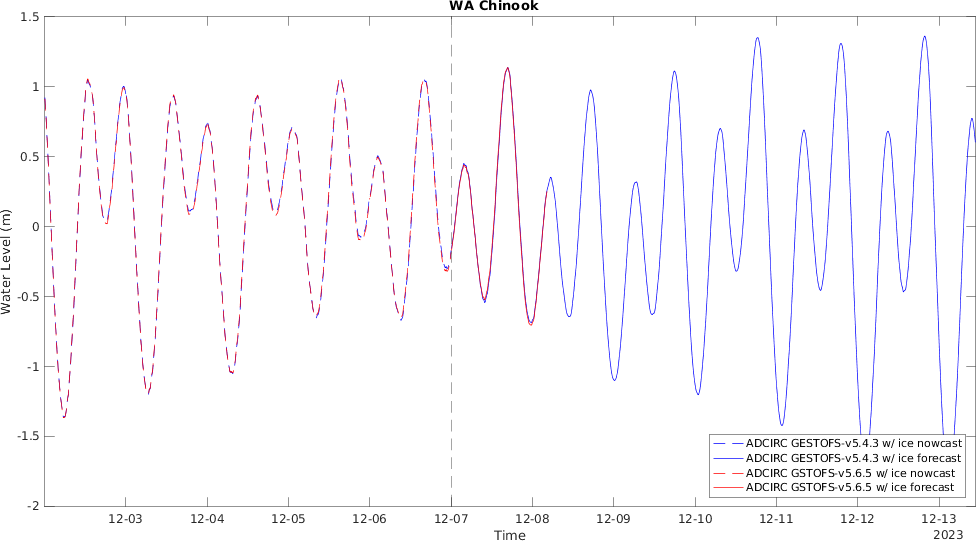 WA Chinook
1.5
1
0.5
0
-0.5
-1
-1.5
-2
Water Level (m)
12-03 12-04 12-05 12-06 12-07 12-08 12-09 12-10 12-11 12-12 12-13
Time
2023
ADCIRC GESTOFS-v5.4.3 w/ ice nowcast
ADCIRC GESTOFS-v5.4.3 w/ ice forecast
ADCIRC GSTOFS-v5.6.5 w/ ice nowcast
ADCIRC GSTOFS-v5.6.5 w/ ice forecast